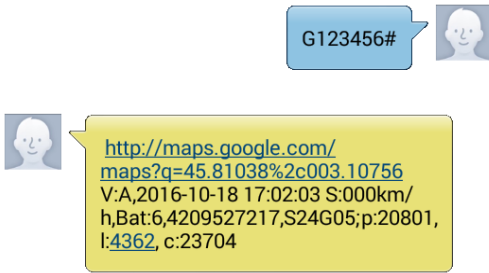 G123456#
http://maps.google.com/
maps?q=45.81038%2c003.10756
V:A,2016-10-18 17:02:03 S:000km/
h,Bat:6,4209527217,S24G05;p:20801,
l:4362, c:23704